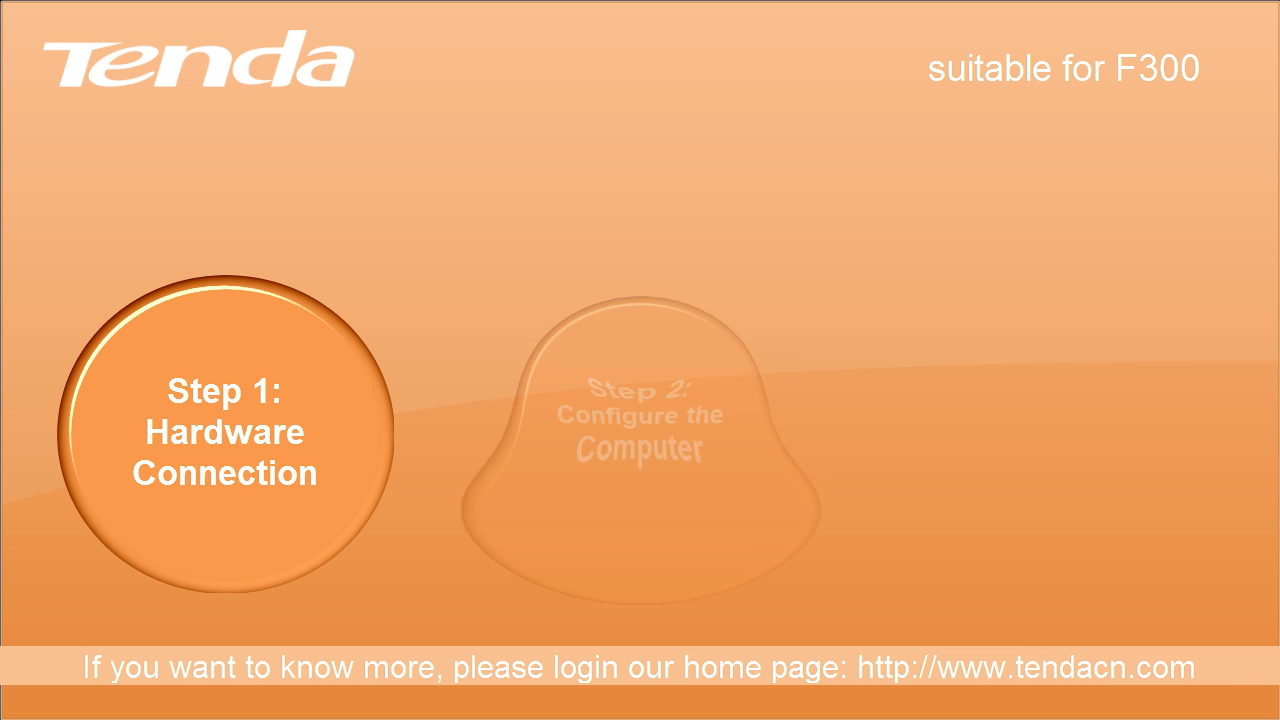 Tenda
suitable for F300
Step 1:
Hardware
Connection
Step 2:
Configure the
Computer
If you want to know more, please login our home page: http://www.tendacn.com